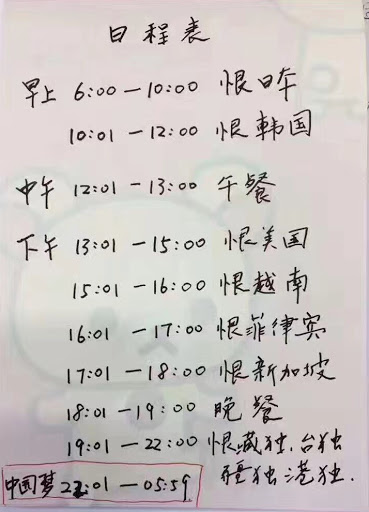 日程表
早上 6:00—10:00 恨日本
10:01—12:00 恨韩国
中午 12:01—13:00 午餐
下午 13:01—15:00 恨美国
15:01—16:00 恨越南
16:01—17:00 恨菲律宾
17:01—18:00 恨新加坡
18:01—19:00 晚餐
19:01—22:00 恨藏独.台独
疆独港独.
中国梦 22:01—05:59